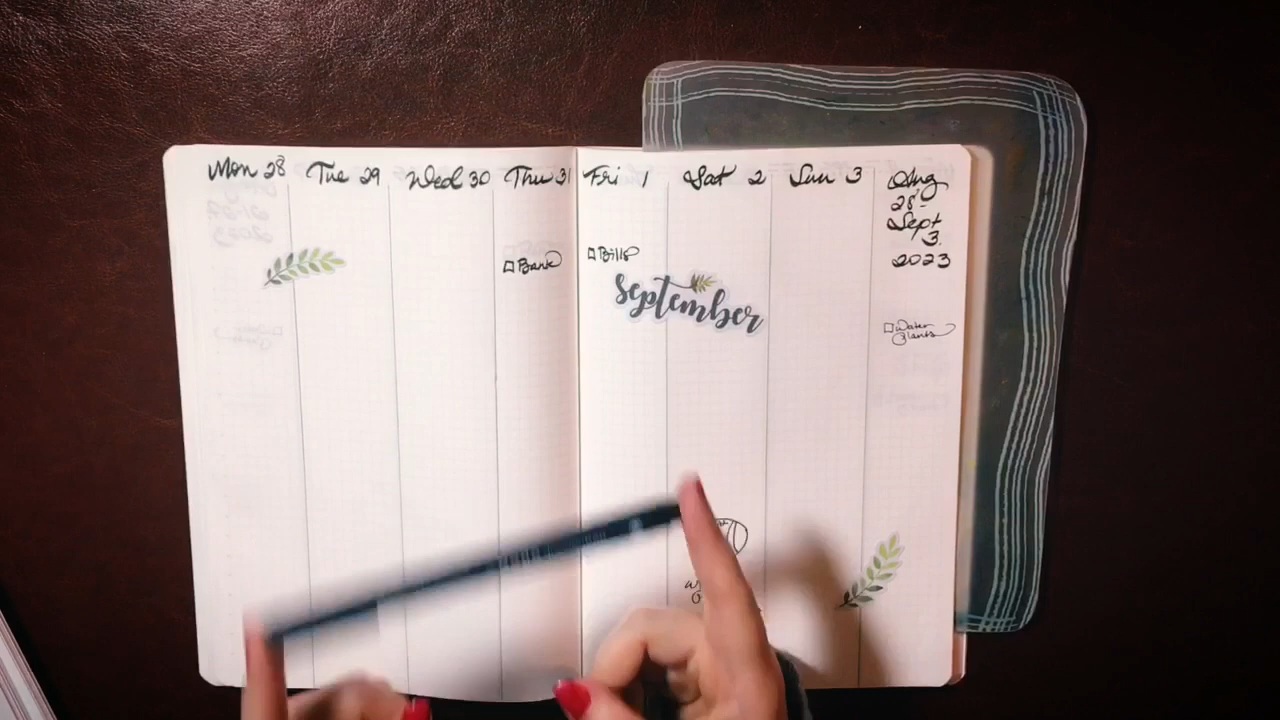 Mon 28
Tue 29
Wed 30
Thu 31
Fri 1
Sat 2
Sun 3
Aug
28-
Sept
3.
2023
□ Bank
□ Bills
September
□ Water
Plants